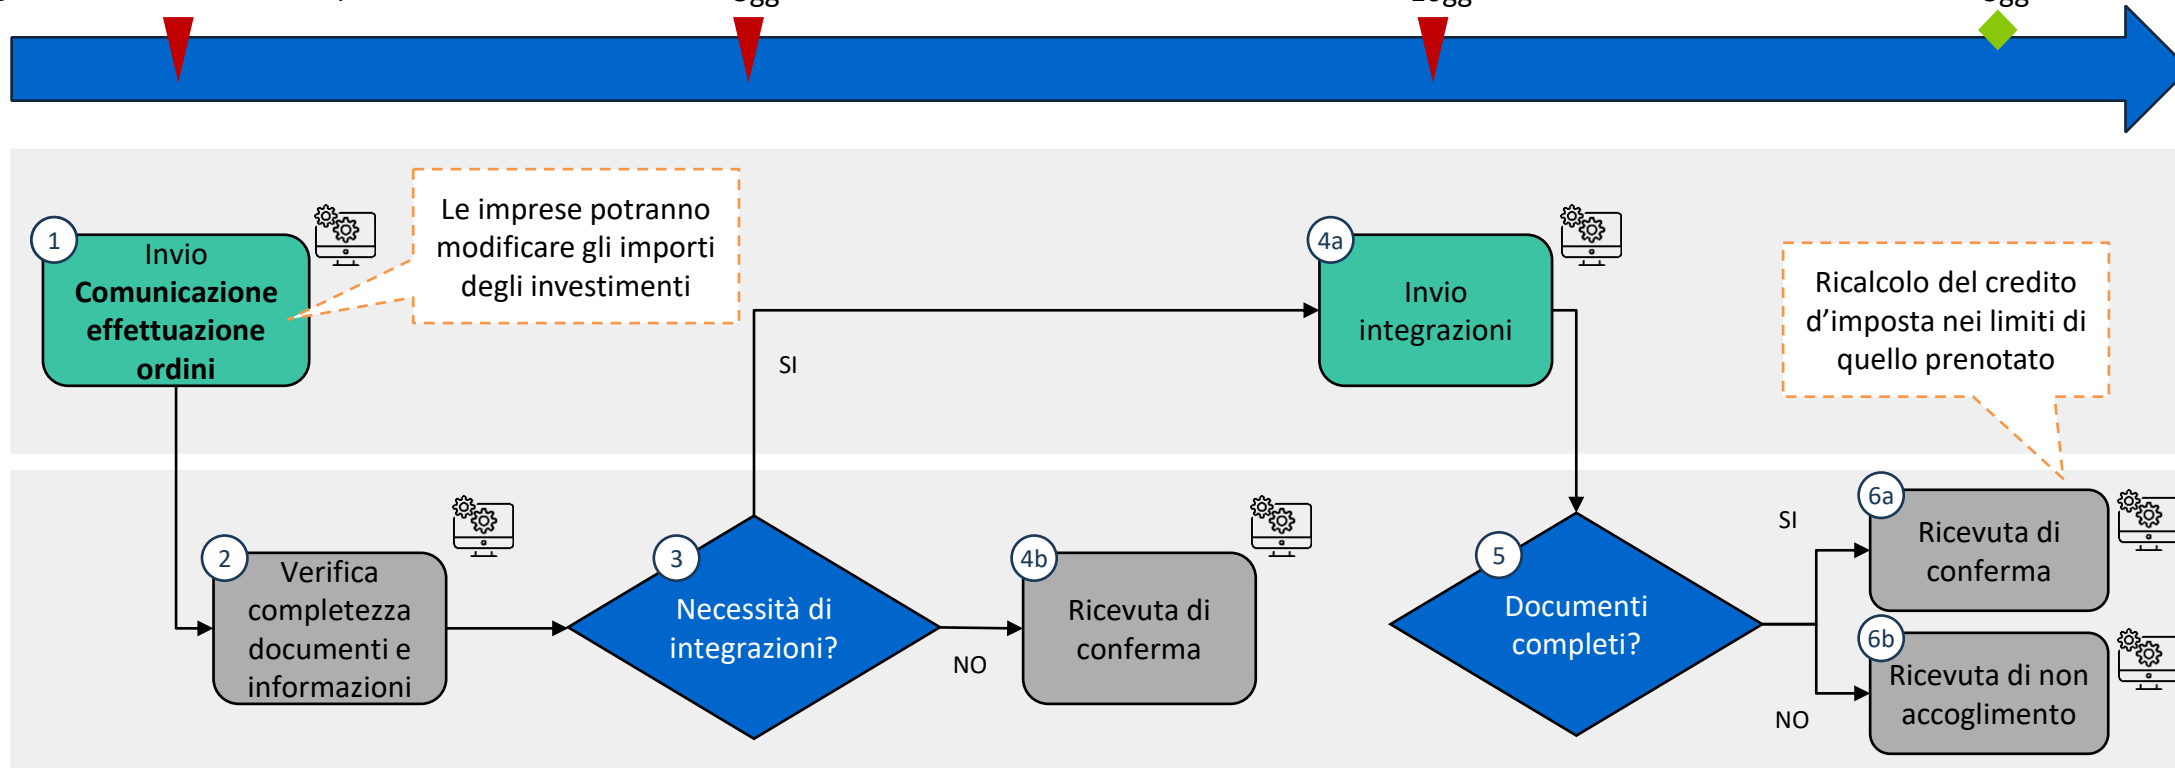 1
Invio
Comunicazione
effettuazione
ordini
Le imprese potranno
modificare gli importi
degli investimenti
SI
4a
Invio
integrazioni
Ricalcolo del credito
d’imposta nei limiti di
quello prenotato
2
Verifica
completezza
documenti e
informazioni
3
Necessità di
integrazioni?
NO
4b
Ricevuta di
conferma
5
Documenti
completi?
SI
6a
Ricevuta di
conferma
NO
6b
Ricevuta di non
accoglimento